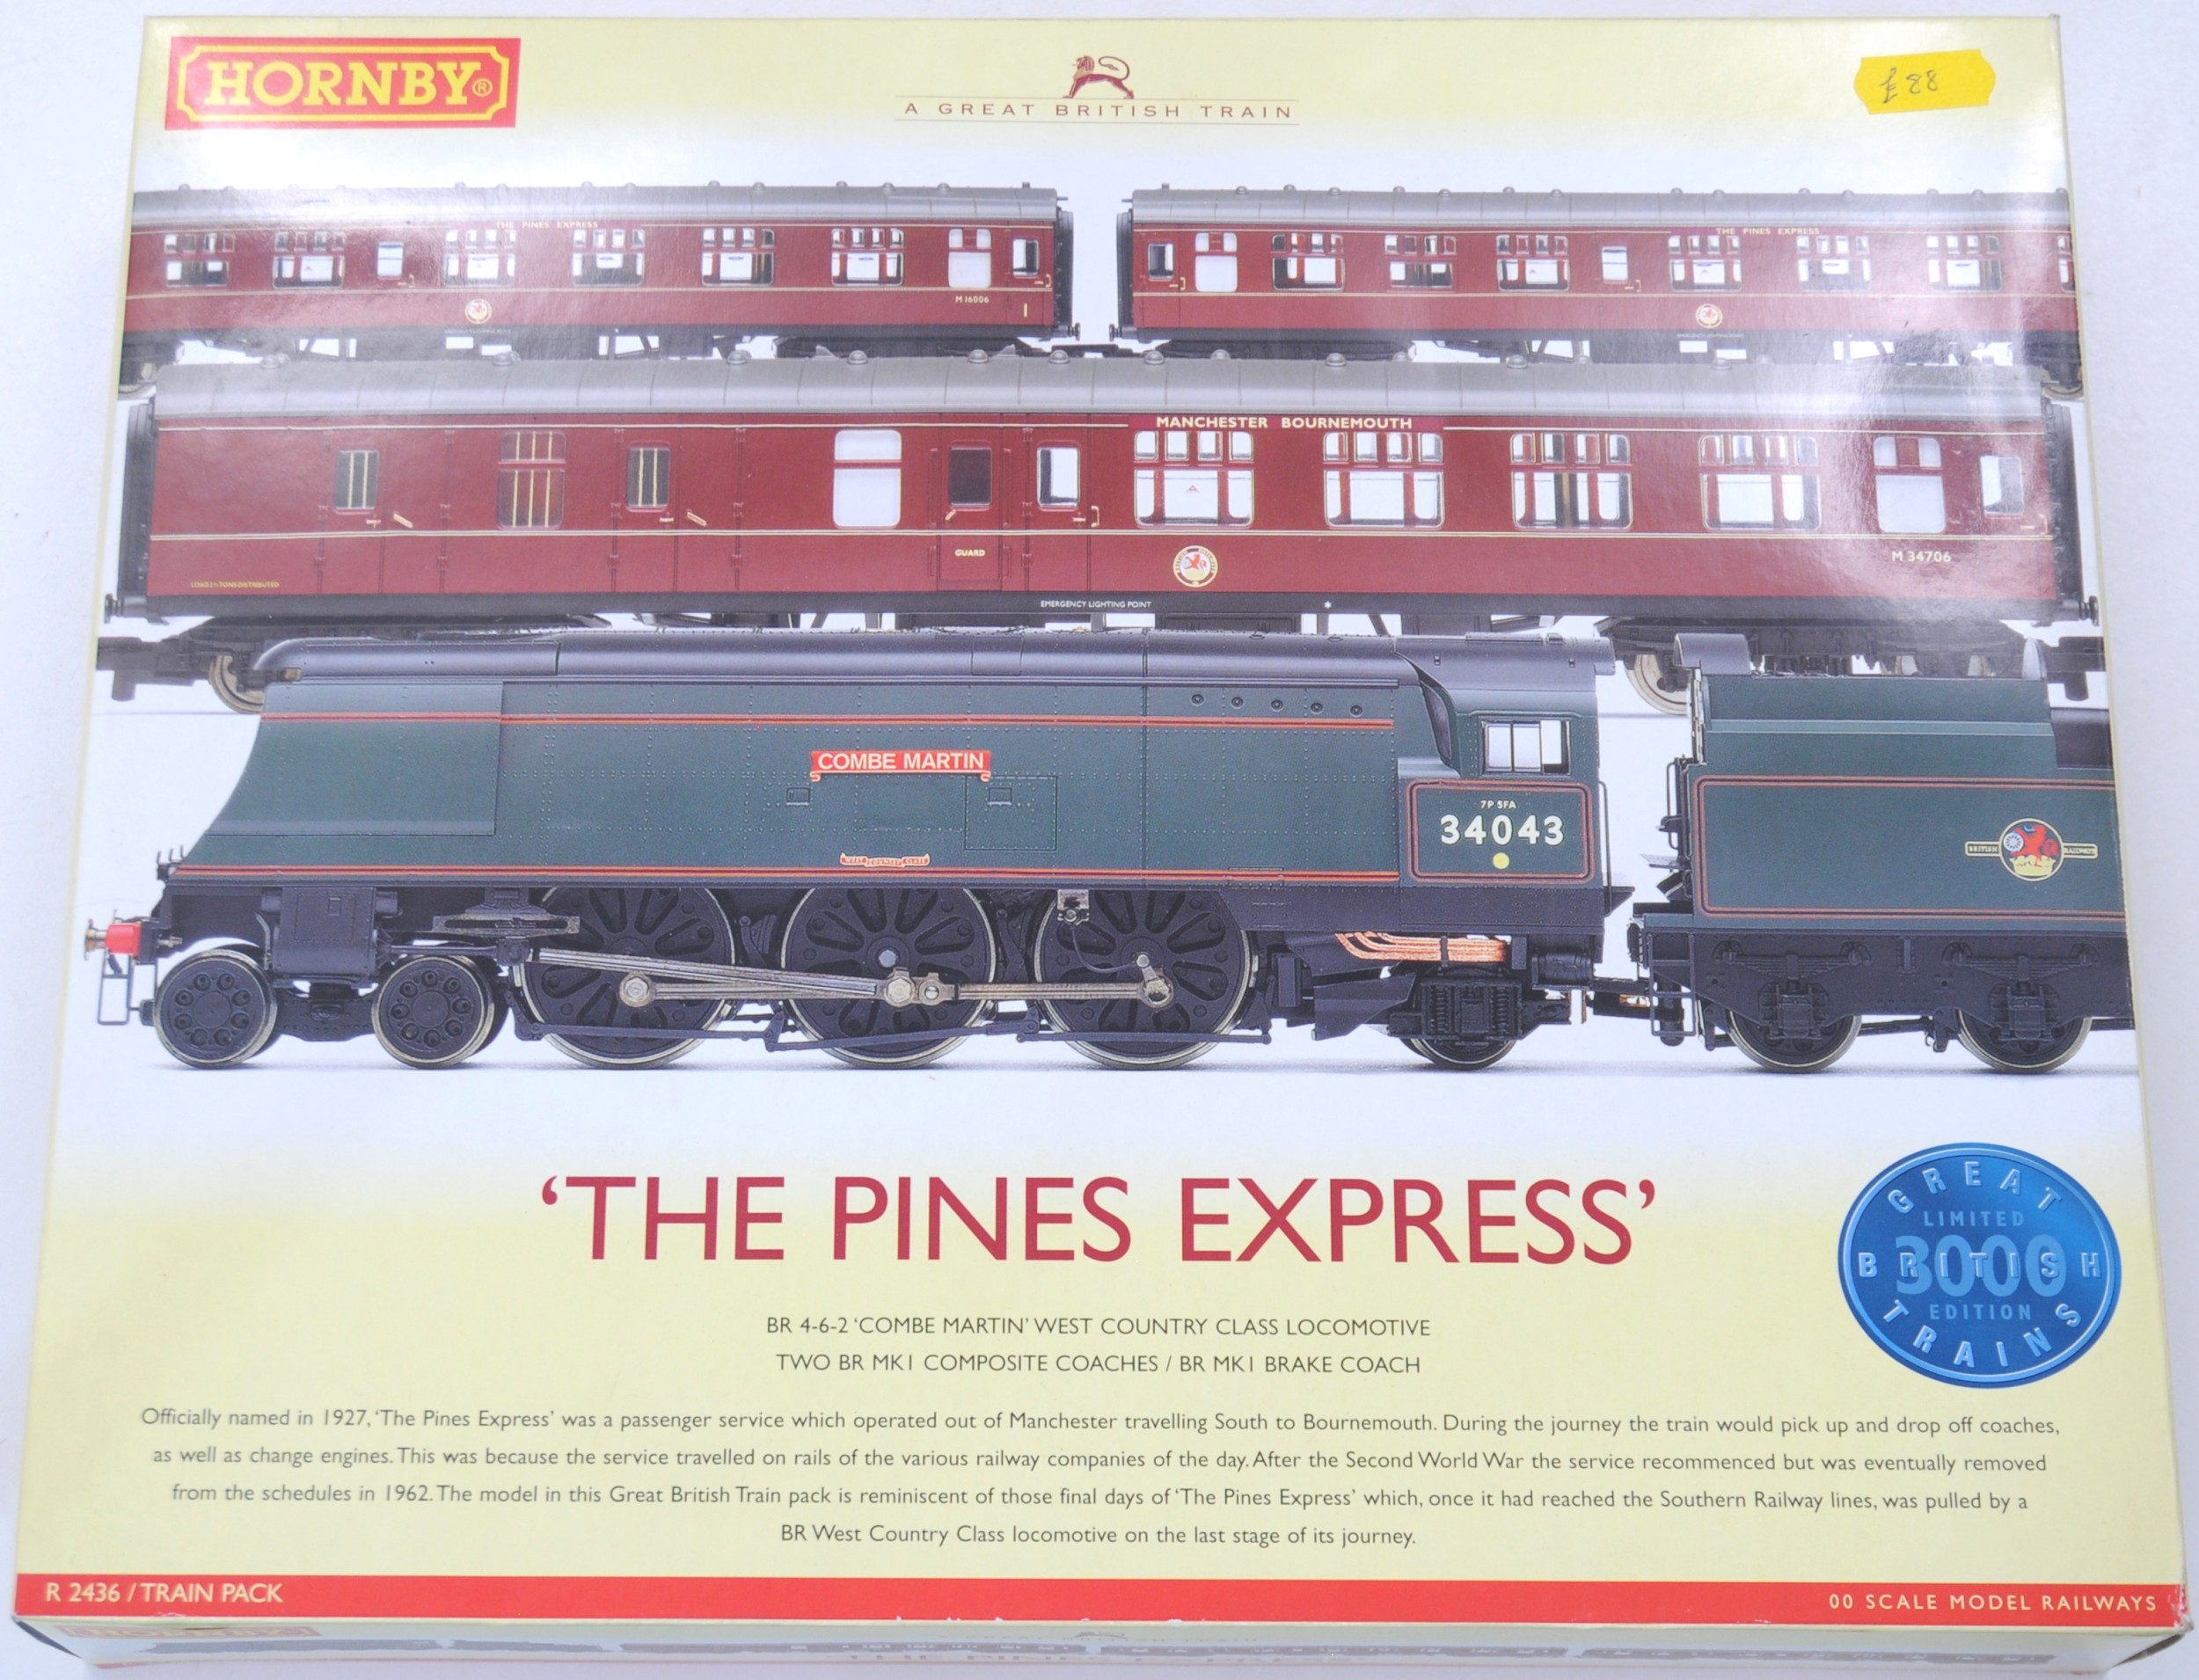 HORNBY®
A GREAT BRITISH TRAIN
£88
THE PINES EXPRESS
M 16006
THE PINES EXPRESS
MANCHESTER BOURNEMOUTH
GUARD
M 34706
EMERGENCY LIGHTING POINT
COMBE MARTIN
7P 5FA
34043
WEST COUNTRY CLASS
BRITISH RAILWAYS
'THE PINES EXPRESS'
GREAT BRITISH TRAINS
LIMITED
3000
EDITION
BR 4-6-2 'COMBE MARTIN' WEST COUNTRY CLASS LOCOMOTIVE
TWO BR MK1 COMPOSITE COACHES / BR MK1 BRAKE COACH
Officially named in 1927, 'The Pines Express' was a passenger service which operated out of Manchester travelling South to Bournemouth. During the journey the train would pick up and drop off coaches,
as well as change engines. This was because the service travelled on rails of the various railway companies of the day. After the Second World War the service recommenced but was eventually removed
from the schedules in 1962. The model in this Great British Train pack is reminiscent of those final days of 'The Pines Express' which, once it had reached the Southern Railway lines, was pulled by a
BR West Country Class locomotive on the last stage of its journey.
R 2436 / TRAIN PACK
00 SCALE MODEL RAILWAYS